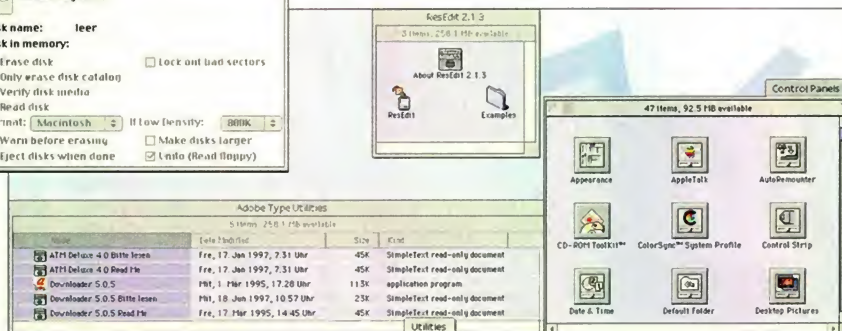 k name: leer
k in memory:
Erase disk
Lock out bad sectors
Only erase disk catalog
Verify disk media
Read disk
mat: Macintosh
If Low Density: 800K
Warn before erasing
Make disks larger
Eject disks when done
Undo (Read floppy)
ResEdit 2.1.3
3 items, 258.1 MB available
About ResEdit 2.1.3
ResEdit
Examples
Control Panels
47 items, 92.5 MB available
Appearance
AppleTalk
AutoRemounter
CD-ROM ToolKit™
ColorSync™ System Profile
Control Strip
Date & Time
Default Folder
Desktop Pictures
Adobe Type Utilities
5 items, 258.1 MB available
Name
Date Modified
Size
Kind
ATM Deluxe 4.0 Bitte lesen
Fre, 17. Jan 1997, 7.31 Uhr
45K
SimpleText read-only document
ATM Deluxe 4.0 Read Me
Fre, 17. Jan 1997, 7.31 Uhr
45K
SimpleText read-only document
Downloader 5.0.5
Mit, 1. Mär 1995, 17.28 Uhr
113K
application program
Downloader 5.0.5 Bitte lesen
Mit, 18. Jun 1997, 10.57 Uhr
23K
SimpleText read-only document
Downloader 5.0.5 Read Me
Fre, 17. Mär 1995, 14.45 Uhr
45K
SimpleText read-only document
Utilities